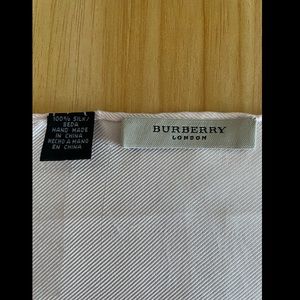 100% SILK/
SEDA
HAND MADE
IN CHINA
HECHO A MANO
EN CHINA
BURBERRY
LONDON